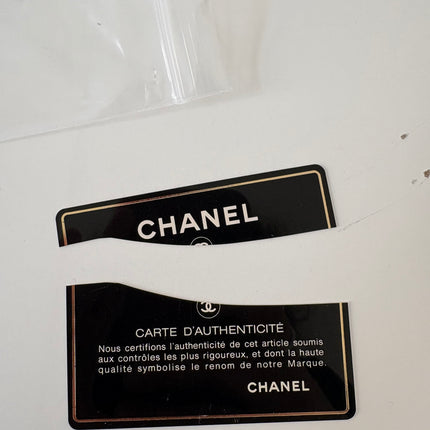 CHANEL
CARTE D'AUTHENTICITÉ
Nous certifions l'authenticité de cet article soumis
aux contrôles les plus rigoureux, et dont la haute
qualité symbolise le renom de notre Marque.
CHANEL